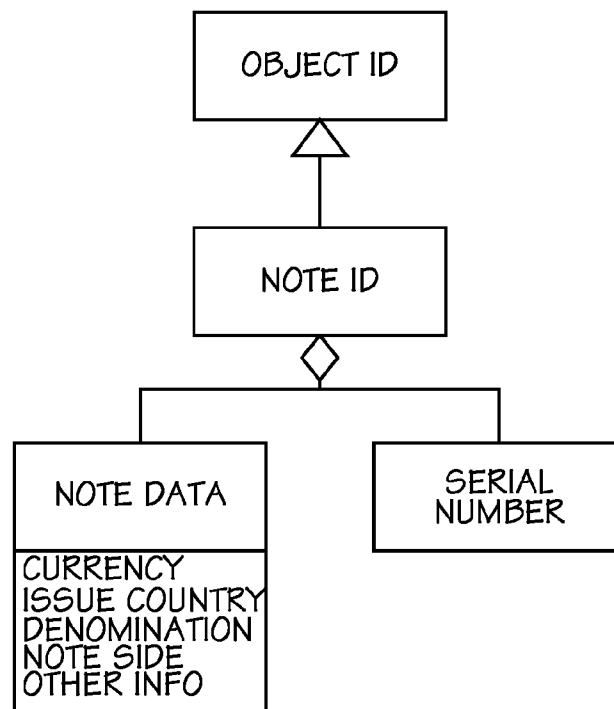 OBJECT ID
NOTE ID
NOTE DATA
CURRENCY
ISSUE COUNTRY
DENOMINATION
NOTE SIDE
OTHER INFO
SERIAL
NUMBER